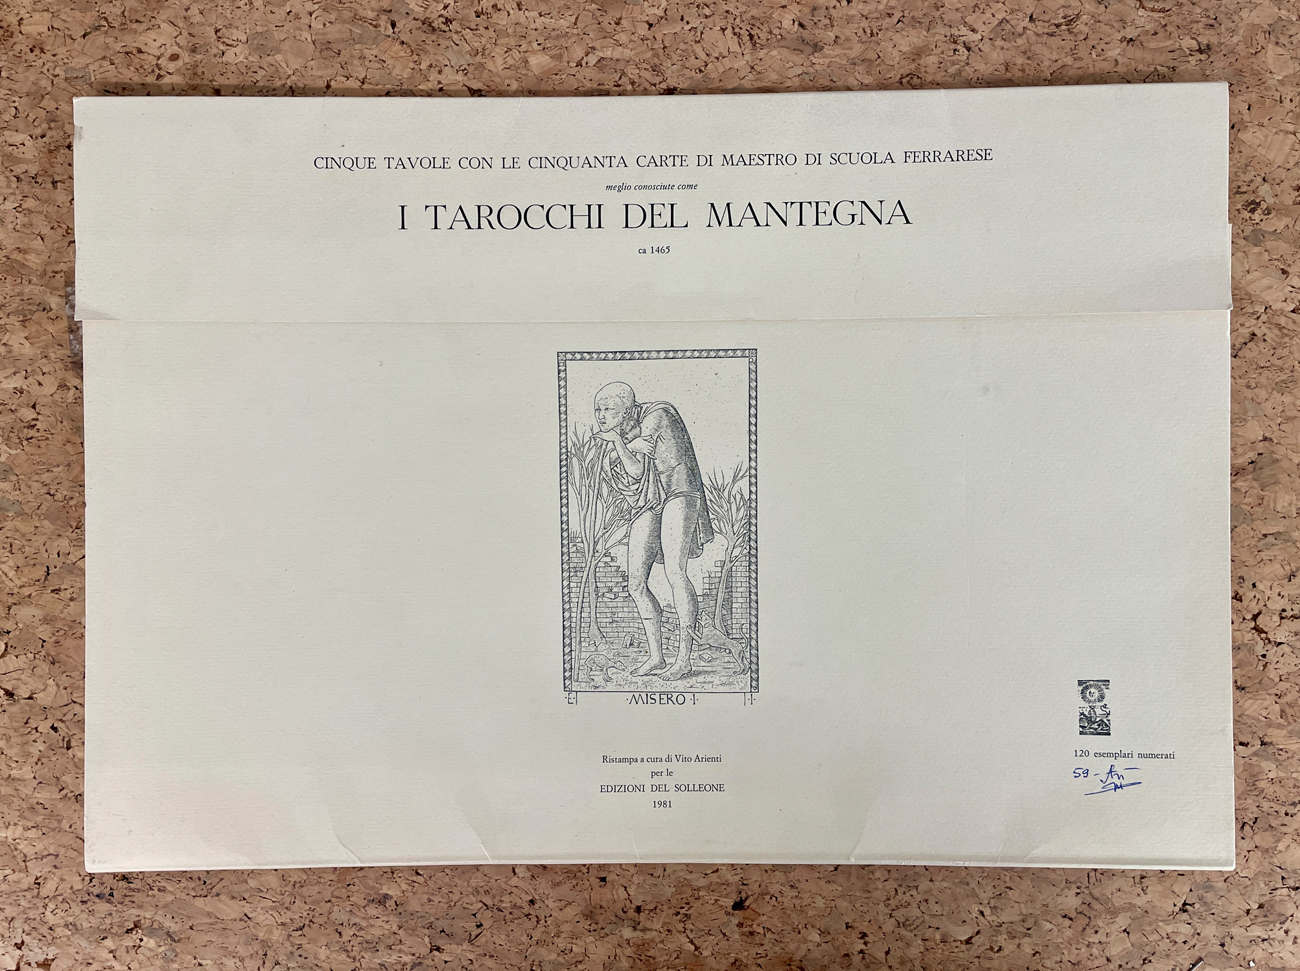 CINQUE TAVOLE CON LE CINQUANTA CARTE DI MAESTRO DI SCUOLA FERRARESE
meglio conosciute come
I TAROCCHI DEL MANTEGNA
ca 1465
·E· ·MISERO·I· ·I·
Ristampa a cura di Vito Arienti
per le
EDIZIONI DEL SOLLEONE
1981
120 esemplari numerati
59 -